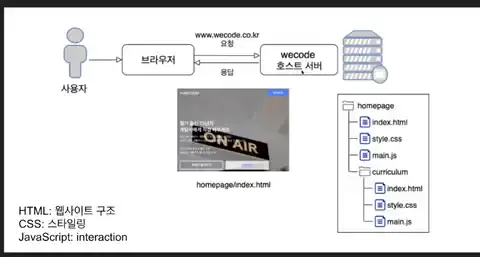 www.wecode.co.kr
요청
사용자
브라우저
응답
wecode
호스트 서버
ON AIR
homepage/index.html
homepage
index.html
style.css
main.js
curriculum
index.html
style.css
main.js
HTML: 웹사이트 구조
CSS: 스타일링
JavaScript: interaction